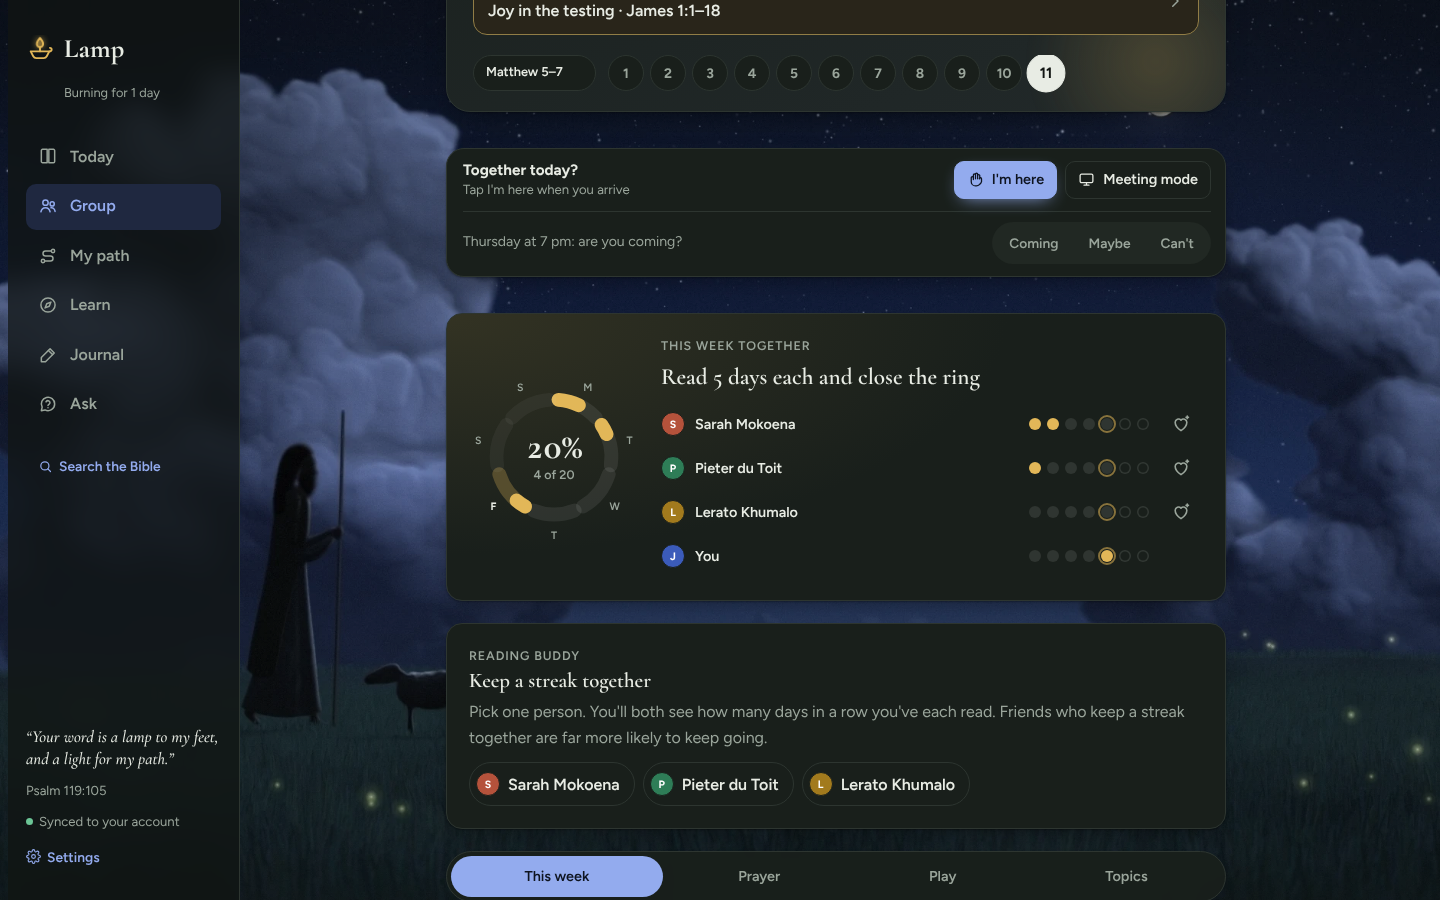 Lamp
Burning for 1 day
Today
Group
My path
Learn
Journal
Ask
Search the Bible
“Your word is a lamp to my feet,
and a light for my path.”
Psalm 119:105
Synced to your account
Settings
Joy in the testing · James 1:1–18
Matthew 5–7
1 2 3 4 5 6 7 8 9 10 11
Together today?
Tap I'm here when you arrive
I'm here
Meeting mode
Thursday at 7 pm: are you coming?
Coming Maybe Can't
S M T W T F S
20%
4 of 20
THIS WEEK TOGETHER
Read 5 days each and close the ring
S Sarah Mokoena
P Pieter du Toit
L Lerato Khumalo
J You
READING BUDDY
Keep a streak together
Pick one person. You'll both see how many days in a row you've each read. Friends who keep a streak
together are far more likely to keep going.
S Sarah Mokoena P Pieter du Toit L Lerato Khumalo
This week Prayer Play Topics